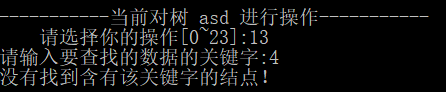 -----------当前对树 asd 进行操作-----------
请选择你的操作[0~23]:13
请输入要查找的数据的关键字:4
没有找到含有该关键字的结点!